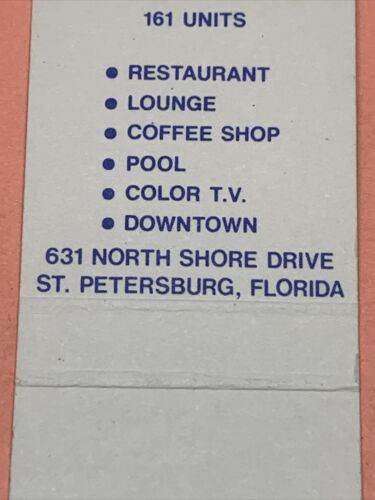 161 UNITS
• RESTAURANT
• LOUNGE
• COFFEE SHOP
• POOL
• COLOR T.V.
• DOWNTOWN
631 NORTH SHORE DRIVE
ST. PETERSBURG, FLORIDA